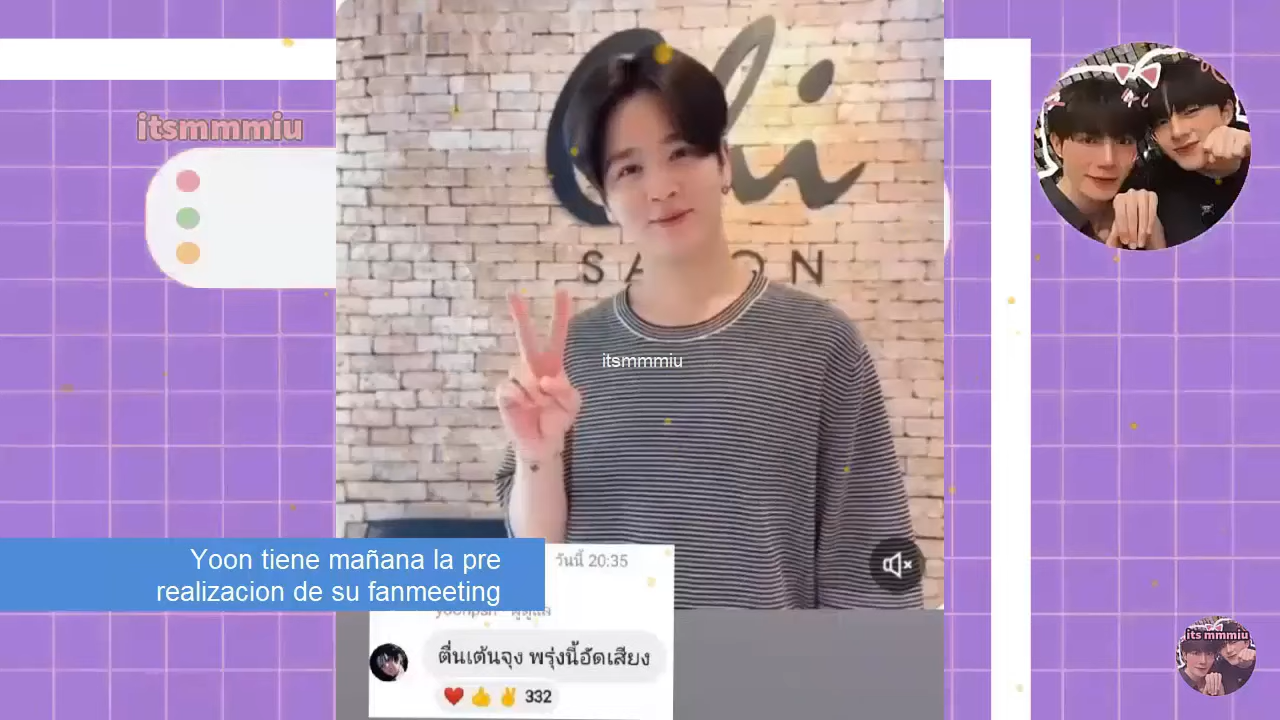 itsmmmiu
SALON
itsmmmiu
Yoon tiene mañana la pre
realizacion de su fanmeeting
วันนี้ 20:35
ตื่นเต้นจุง พรุ่งนี้อัดเสียง
332
its mmmiu